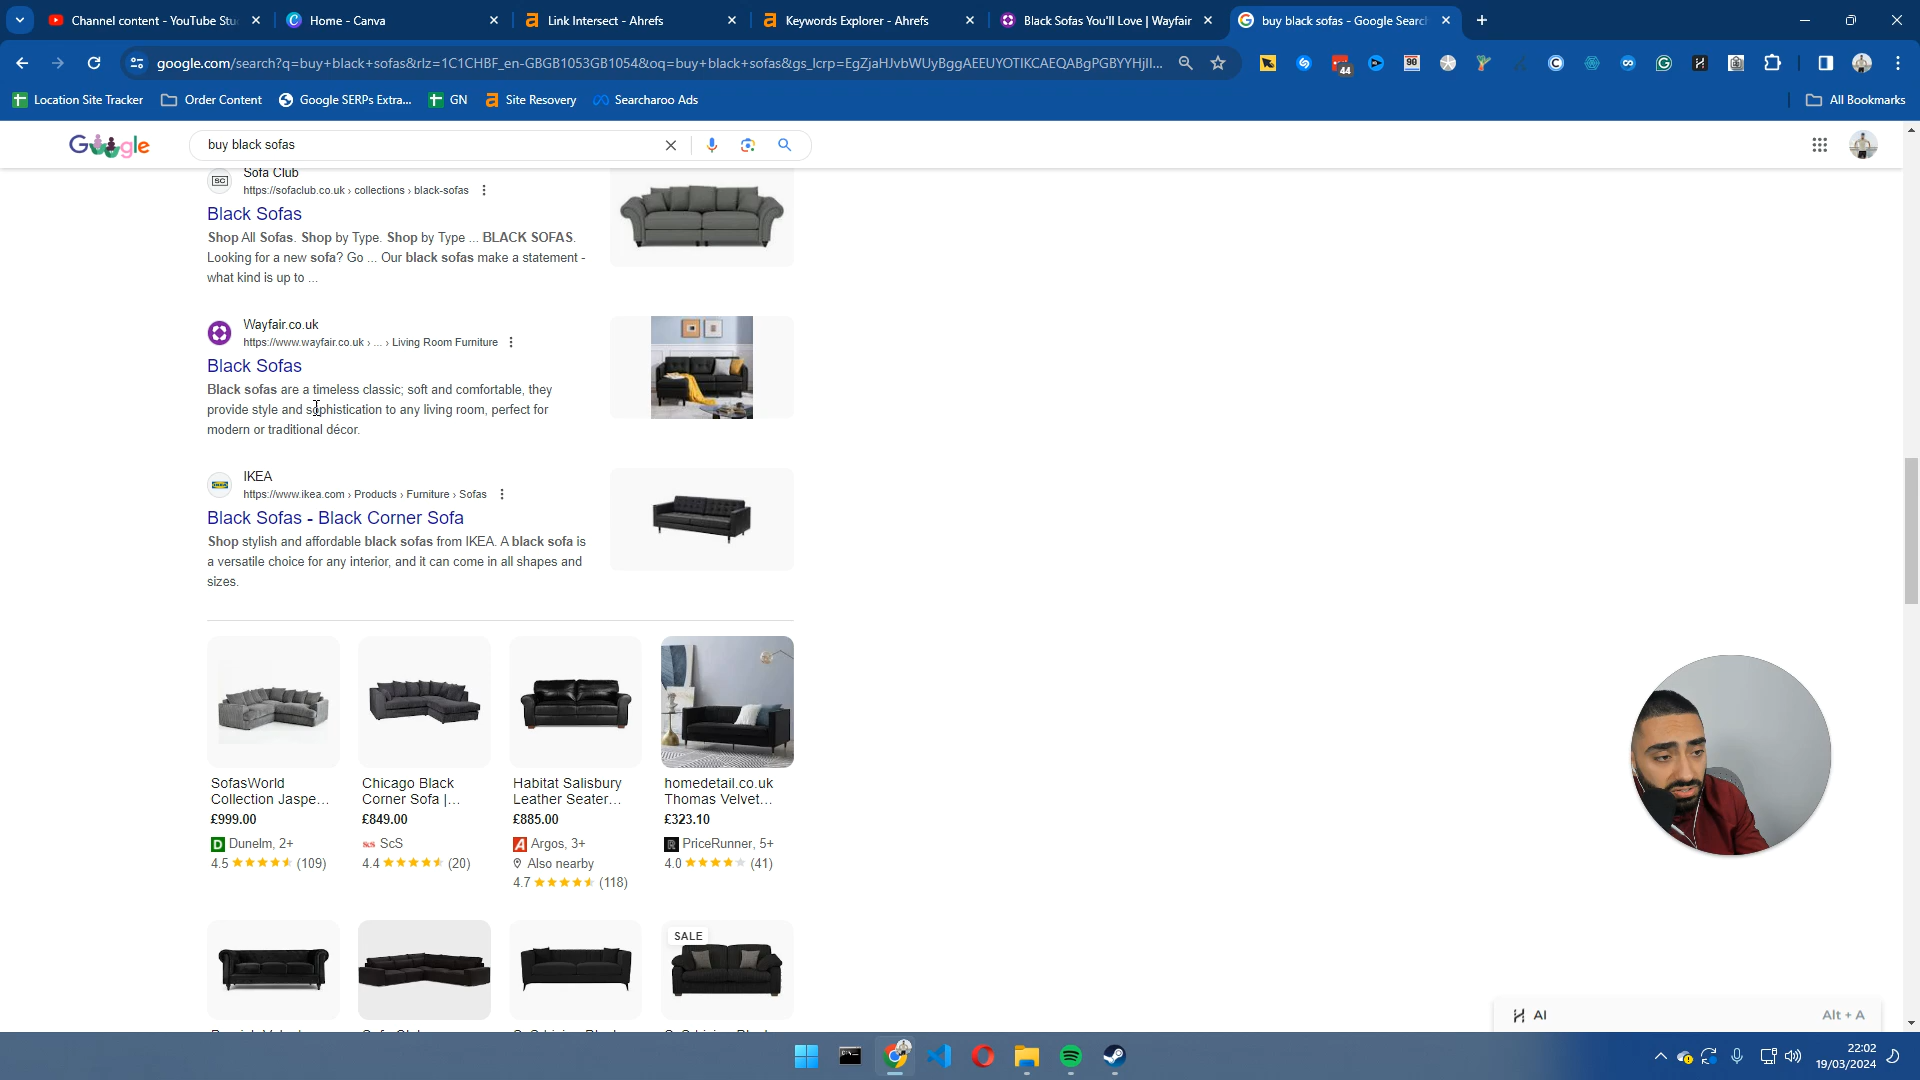 Channel content - YouTube Stu
Home - Canva
Link Intersect - Ahrefs
Keywords Explorer - Ahrefs
Black Sofas You'll Love | Wayfair
buy black sofas - Google Search
google.com/search?q=buy+black+sofas&rlz=1C1CHBF_en-GBGB1053GB1054&oq=buy+black+sofas&gs_lcrp=EgZjaHJvbWUyBggAEEUYOTIKCAEQABgPGBYYHjII...
44
Location Site Tracker
Order Content
Google SERPs Extra...
GN
Site Recovery
Searcharoo Ads
All Bookmarks
Google
buy black sofas
SC
Sofa Club
https://sofaclub.co.uk › collections › black-sofas
Black Sofas
Shop All Sofas. Shop by Type. Shop by Type ... BLACK SOFAS.
Looking for a new sofa? Go ... Our black sofas make a statement -
what kind is up to ...
Wayfair.co.uk
https://www.wayfair.co.uk › ... › Living Room Furniture
Black Sofas
Black sofas are a timeless classic; soft and comfortable, they
provide style and sophistication to any living room, perfect for
modern or traditional décor.
IKEA
https://www.ikea.com › Products › Furniture › Sofas
Black Sofas - Black Corner Sofa
Shop stylish and affordable black sofas from IKEA. A black sofa is
a versatile choice for any interior, and it can come in all shapes and
sizes.
SofasWorld
Collection Jaspe...
£999.00
D Dunelm, 2+
4.5 (109)
Chicago Black
Corner Sofa |...
£849.00
ScS ScS
4.4 (20)
Habitat Salisbury
Leather Seater...
£885.00
A Argos, 3+
Also nearby
4.7 (118)
homedetail.co.uk
Thomas Velvet...
£323.10
PriceRunner, 5+
4.0 (41)
SALE
AI
Alt + A
22:02
19/03/2024